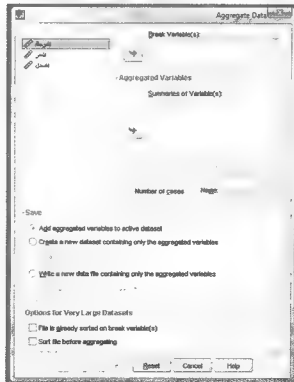 Aggregate Data
Break Variable(s):
Aggregated Variables
Summaries of Variable(s):
Number of cases Name:
Save
Add aggregated variables to active dataset
Create a new dataset containing only the aggregated variables
Write a new data file containing only the aggregated variables
Options for Very Large Datasets
File is already sorted on break variable(s)
Sort file before aggregating
Reset Cancel Help